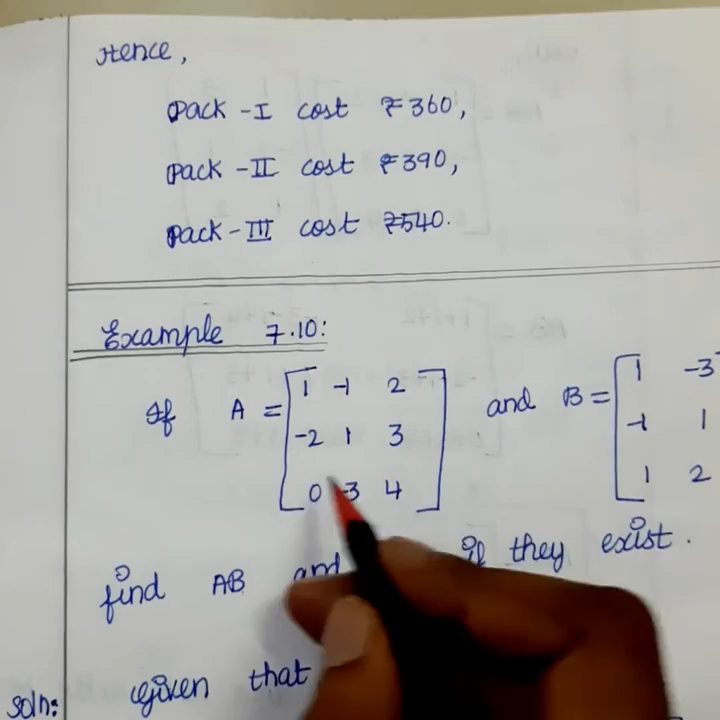 Hence,
Pack - I cost ₹360,
Pack - II cost ₹390,
Pack - III cost ₹540.
Example 7.10:
If A = [1 -1 2 and B = [1 -3
-2 1 3 -1 1
0 -3 4] 1 2
find AB and if they exist.
Soln: Given that